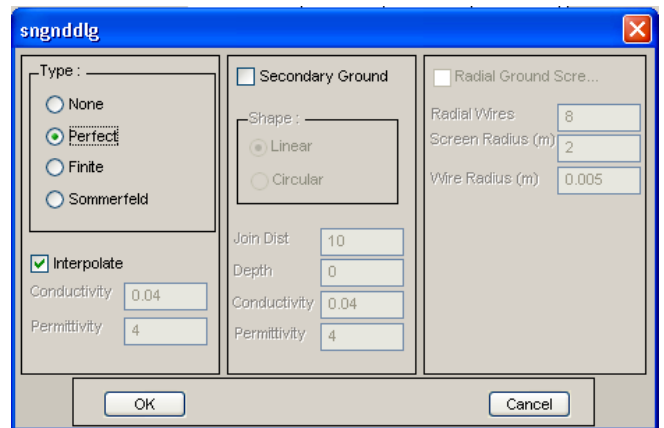 sngnddlg
Type :
None
Perfect
Finite
Sommerfeld
Interpolate
Conductivity 0.04
Permittivity 4
Secondary Ground
Shape :
Linear
Circular
Join Dist 10
Depth 0
Conductivity 0.04
Permittivity 4
Radial Ground Scre...
Radial Wires 8
Screen Radius (m) 2
Wire Radius (m) 0.005
OK
Cancel